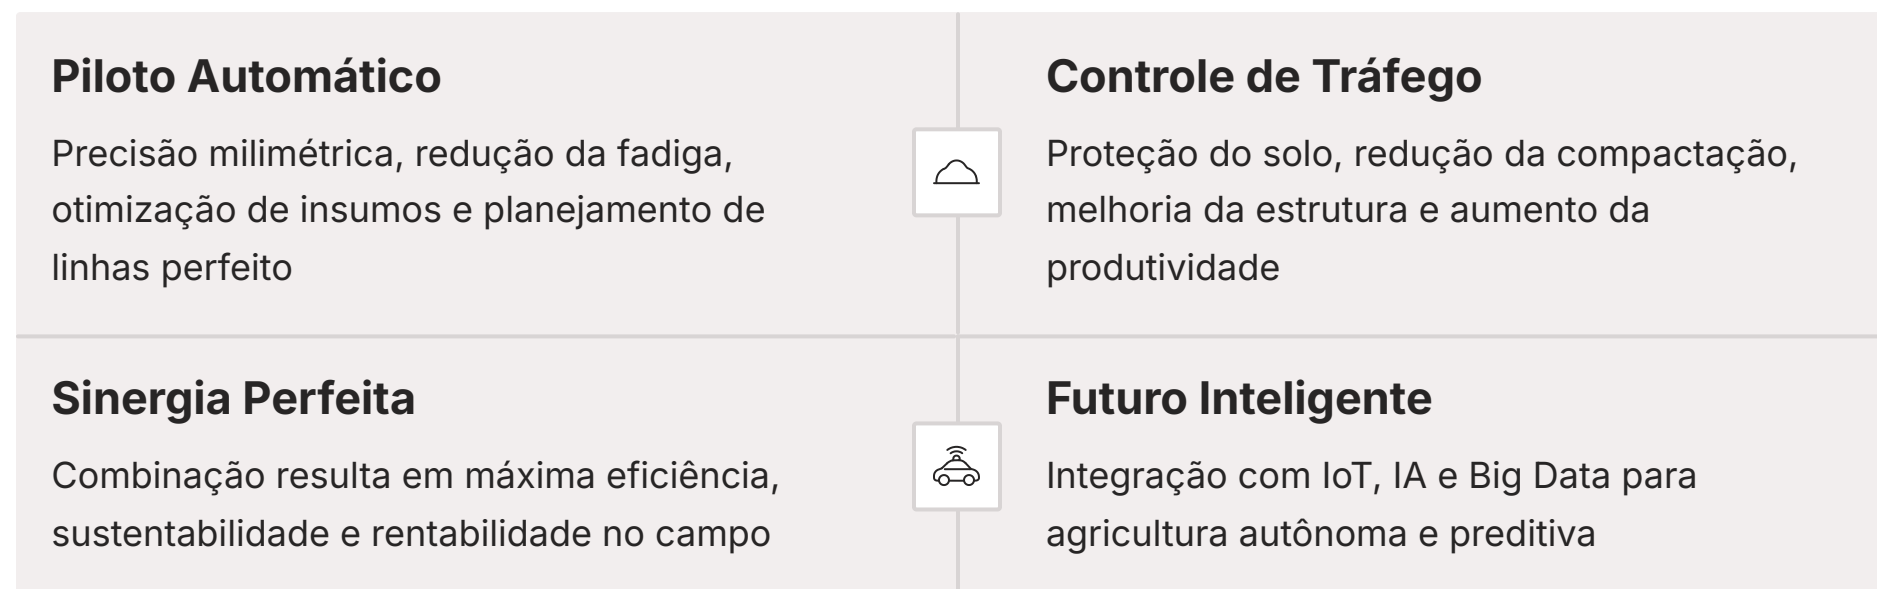 Piloto Automático
Precisão milimétrica, redução da fadiga,
otimização de insumos e planejamento de
linhas perfeito
Controle de Tráfego
Proteção do solo, redução da compactação,
melhoria da estrutura e aumento da
produtividade
Sinergia Perfeita
Combinação resulta em máxima eficiência,
sustentabilidade e rentabilidade no campo
Futuro Inteligente
Integração com IoT, IA e Big Data para
agricultura autônoma e preditiva